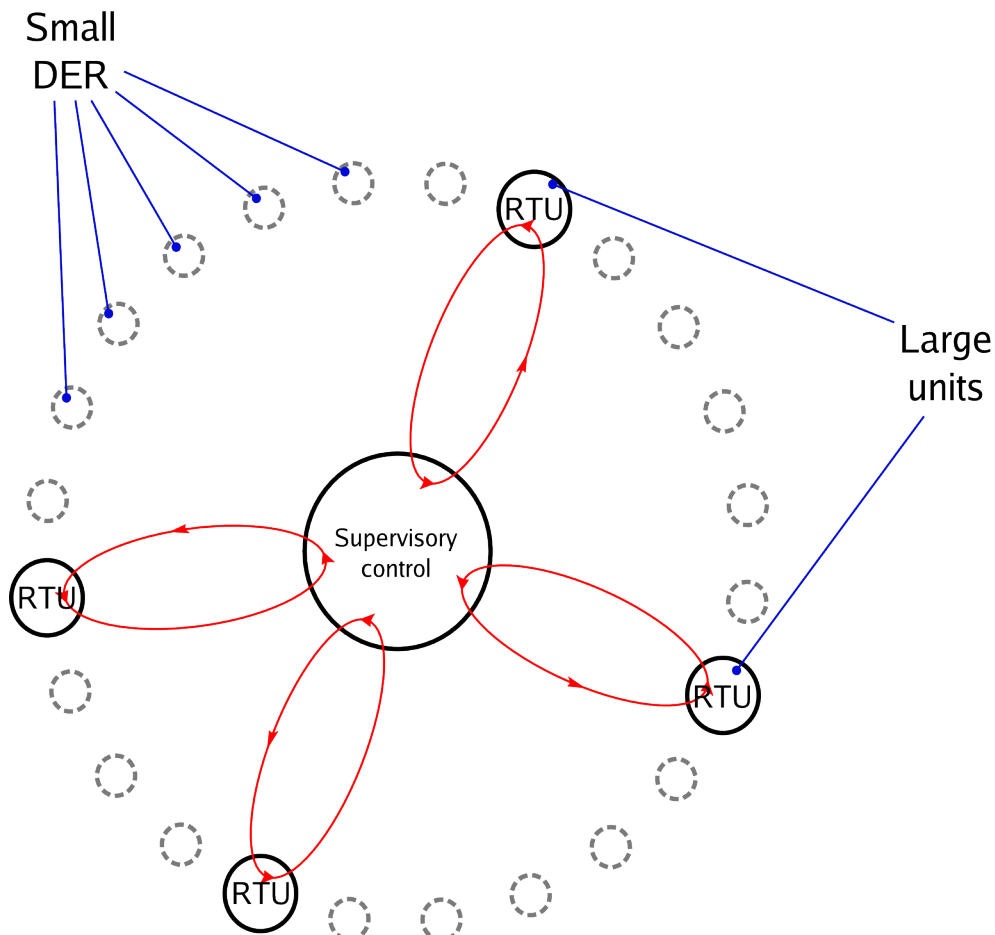 Small
DER
RTU
Large
units
Supervisory
control
RTU
RTU
RTU